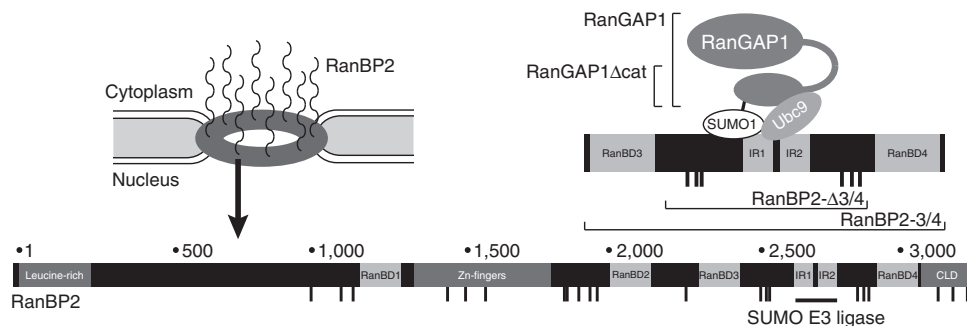 RanBP2
Cytoplasm
Nucleus
RanGAP1
RanGAP1Δcat
RanGAP1
SUMO1
Ubc9
RanBD3
IR1
IR2
RanBD4
RanBP2-Δ3/4
RanBP2-3/4
•1 •500 •1,000 •1,500 •2,000 •2,500 •3,000
Leucine-rich RanBD1 Zn-fingers RanBD2 RanBD3 IR1 IR2 RanBD4 CLD
RanBP2
SUMO E3 ligase